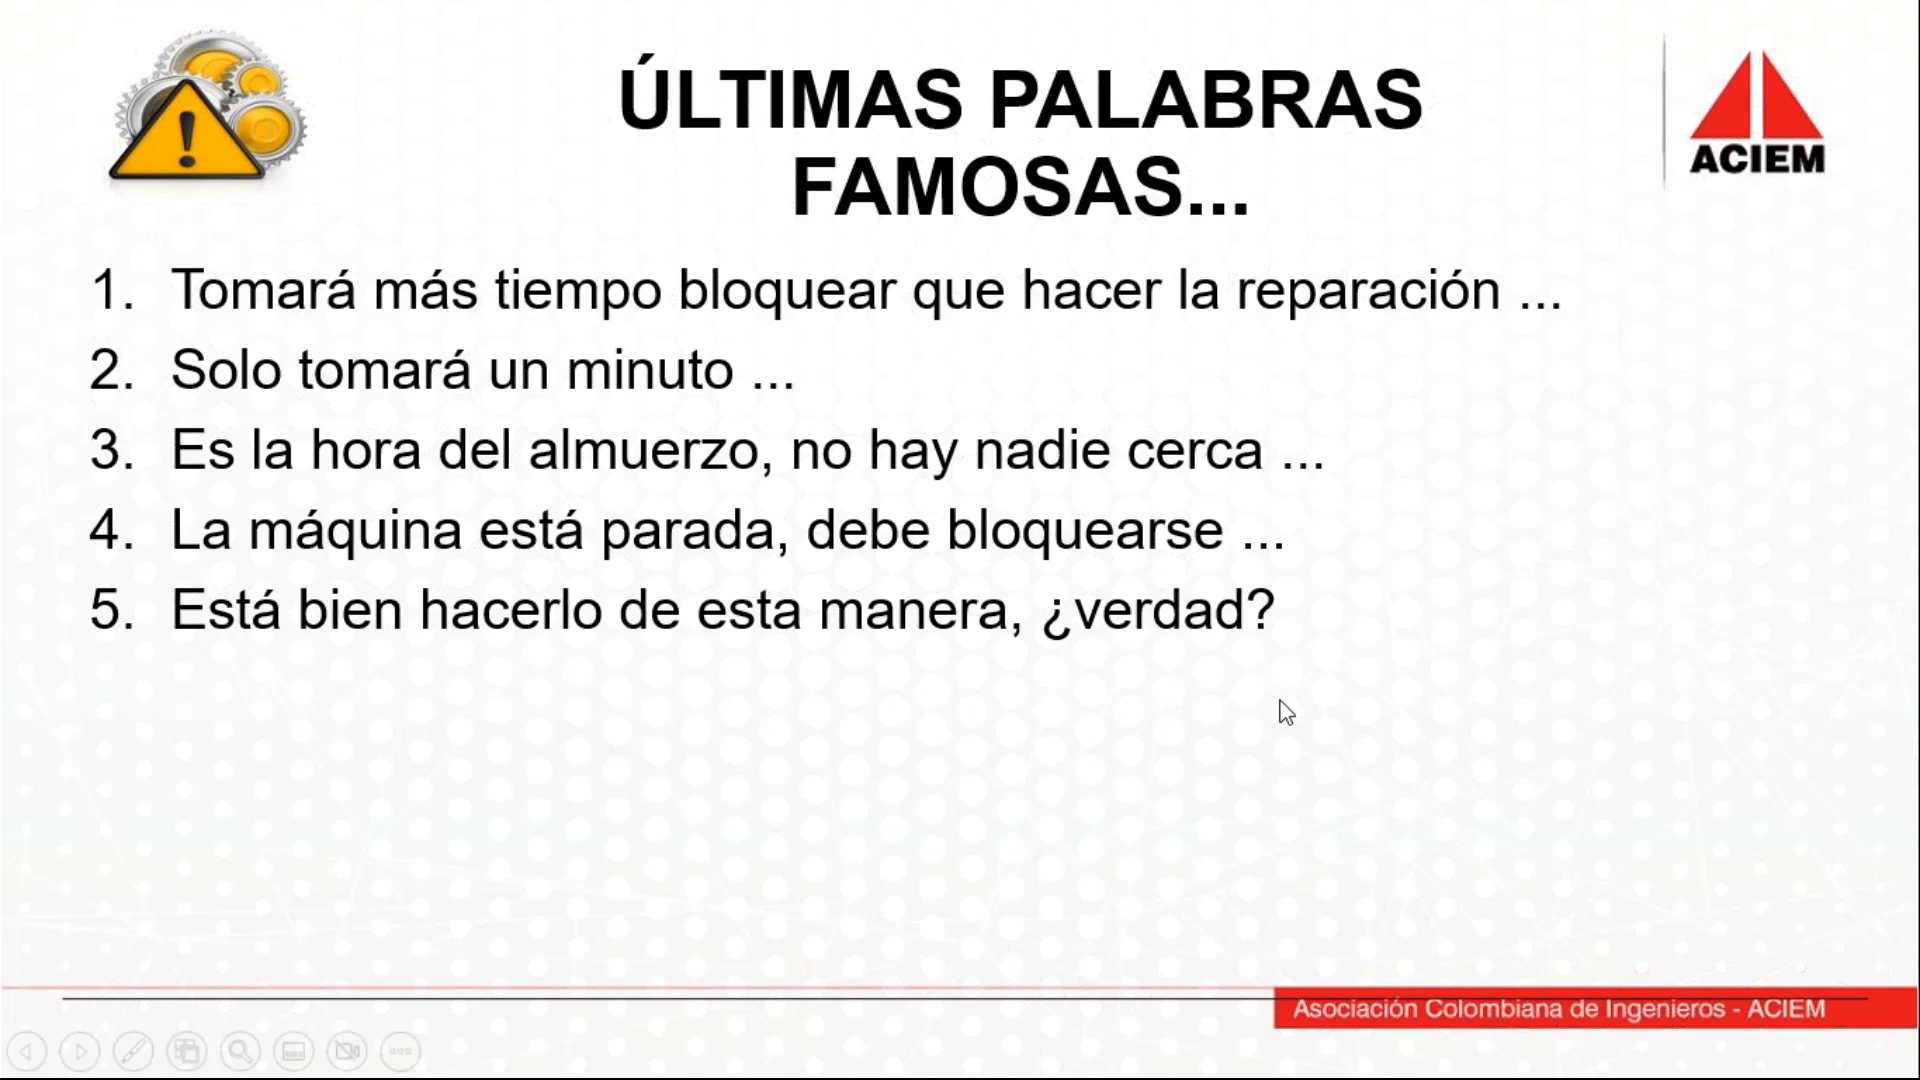 ÚLTIMAS PALABRAS
FAMOSAS...
ACIEM
1. Tomará más tiempo bloquear que hacer la reparación ...
2. Solo tomará un minuto ...
3. Es la hora del almuerzo, no hay nadie cerca ...
4. La máquina está parada, debe bloquearse ...
5. Está bien hacerlo de esta manera, ¿verdad?
Asociación Colombiana de Ingenieros - ACIEM